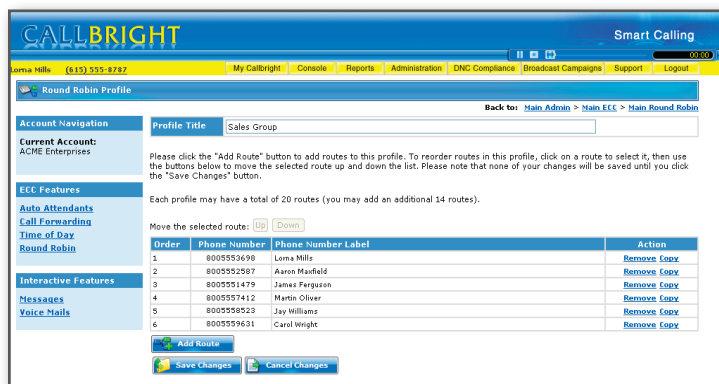 CALLBRIGHT
Smart Calling
00:00
Lorna Mills (615) 555-8787 My Callbright Console Reports Administration DNC Compliance Broadcast Campaigns Support Logout
Round Robin Profile
Back to: Main Admin > Main ECC > Main Round Robin
Account Navigation
Current Account:
ACME Enterprises
ECC Features
Auto Attendants
Call Forwarding
Time of Day
Round Robin
Interactive Features
Messages
Voice Mails
Profile Title Sales Group
Please click the "Add Route" button to add routes to this profile. To reorder routes in this profile, click on a route to select it, then use
the buttons below to move the selected route up and down the list. Please note that none of your changes will be saved until you click
the "Save Changes" button.
Each profile may have a total of 20 routes (you may add an additional 14 routes).
Move the selected route: Up Down
Order Phone Number Phone Number Label Action
1 8005553698 Lorna Mills Remove Copy
2 8005552587 Aaron Maxfield Remove Copy
3 8005551479 James Ferguson Remove Copy
4 8005557412 Martin Oliver Remove Copy
5 8005558523 Jay Williams Remove Copy
6 8005559631 Carol Wright Remove Copy
Add Route
Save Changes Cancel Changes